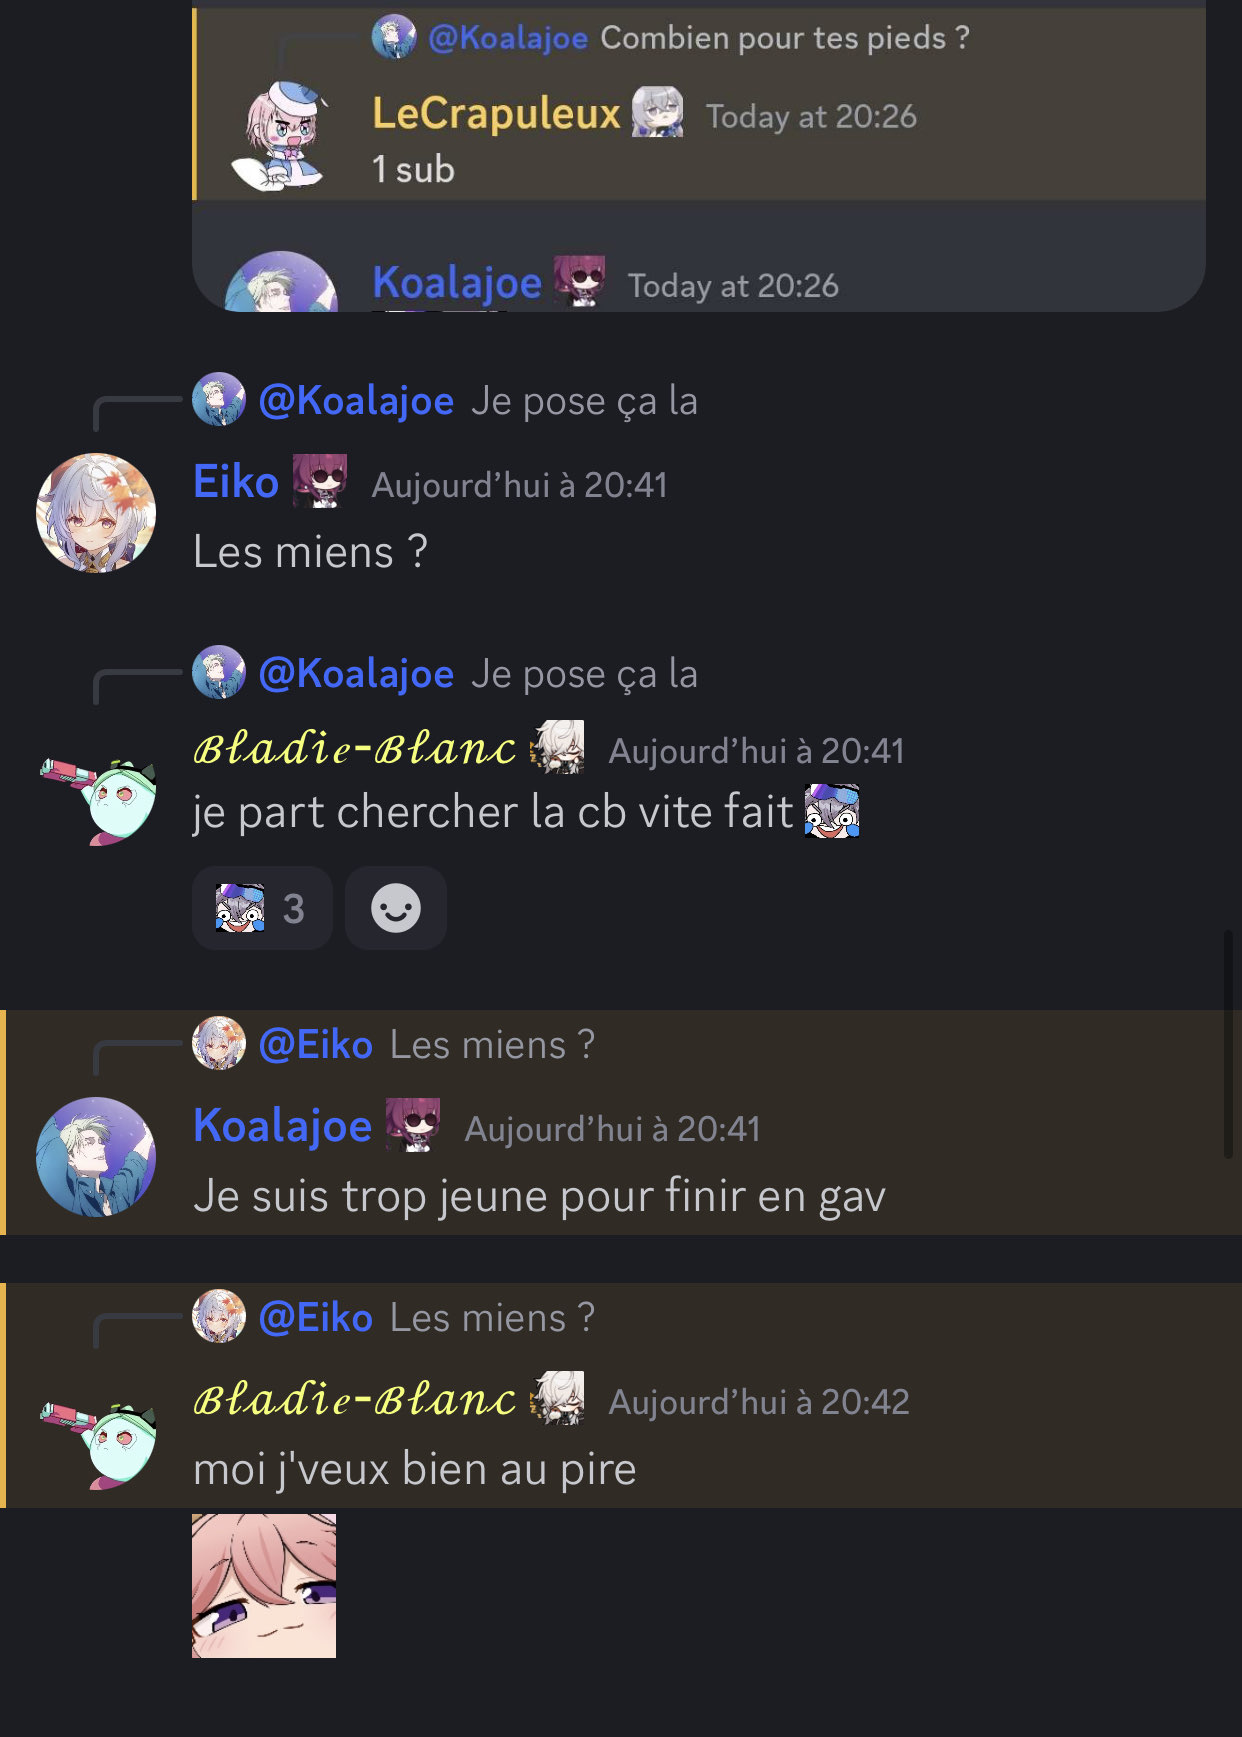 @Koalajoe Combien pour tes pieds ?
LeCrapuleux Today at 20:26
1 sub
Koalajoe Today at 20:26
@Koalajoe Je pose ça la
Eiko Aujourd’hui à 20:41
Les miens ?
@Koalajoe Je pose ça la
Bladie-Blanc Aujourd’hui à 20:41
je part chercher la cb vite fait
3
@Eiko Les miens ?
Koalajoe Aujourd’hui à 20:41
Je suis trop jeune pour finir en gav
@Eiko Les miens ?
Bladie-Blanc Aujourd’hui à 20:42
moi j'veux bien au pire